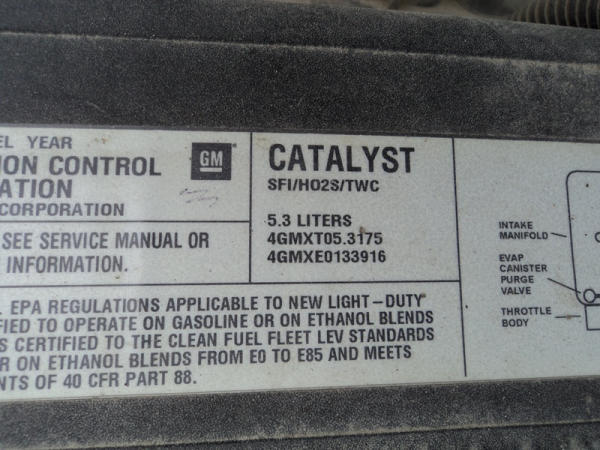 EL YEAR
ION CONTROL
ATION
CORPORATION
GM
SEE SERVICE MANUAL OR
INFORMATION.
CATALYST
SFI/HO2S/TWC
5.3 LITERS
4GMXT05.3175
4GMXE0133916
EPA REGULATIONS APPLICABLE TO NEW LIGHT-DUTY
FIED TO OPERATE ON GASOLINE OR ON ETHANOL BLENDS
S CERTIFIED TO THE CLEAN FUEL FLEET LEV STANDARDS
R ON ETHANOL BLENDS FROM E0 TO E85 AND MEETS
NTS OF 40 CFR PART 88.
INTAKE
MANIFOLD
EVAP
CANISTER
PURGE
VALVE
THROTTLE
BODY